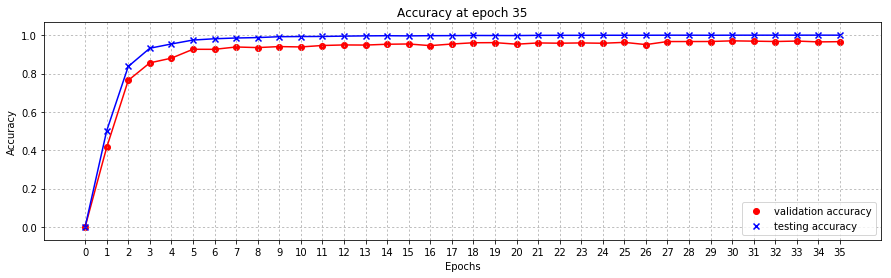 Accuracy at epoch 35
Accuracy
1.0
0.8
0.6
0.4
0.2
0.0
validation accuracy
testing accuracy
0 1 2 3 4 5 6 7 8 9 10 11 12 13 14 15 16 17 18 19 20 21 22 23 24 25 26 27 28 29 30 31 32 33 34 35
Epochs